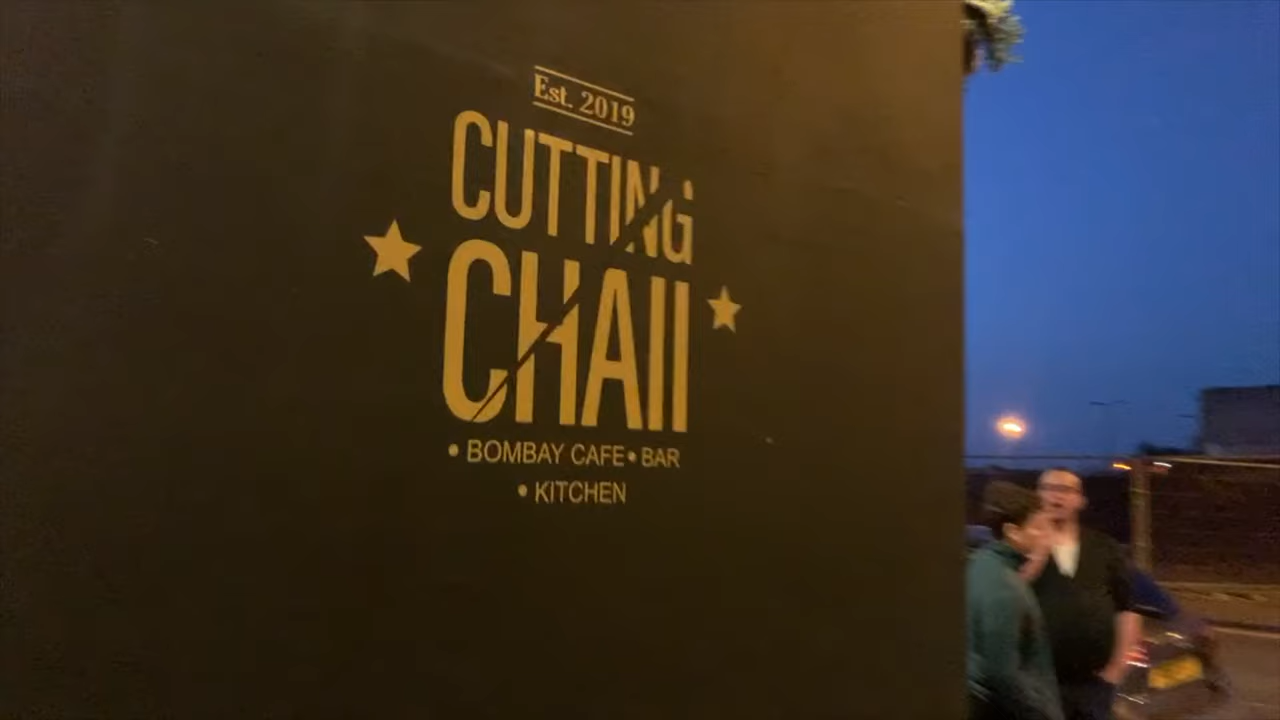 Est. 2019
CUTTING
CHAII
• BOMBAY CAFE • BAR
• KITCHEN